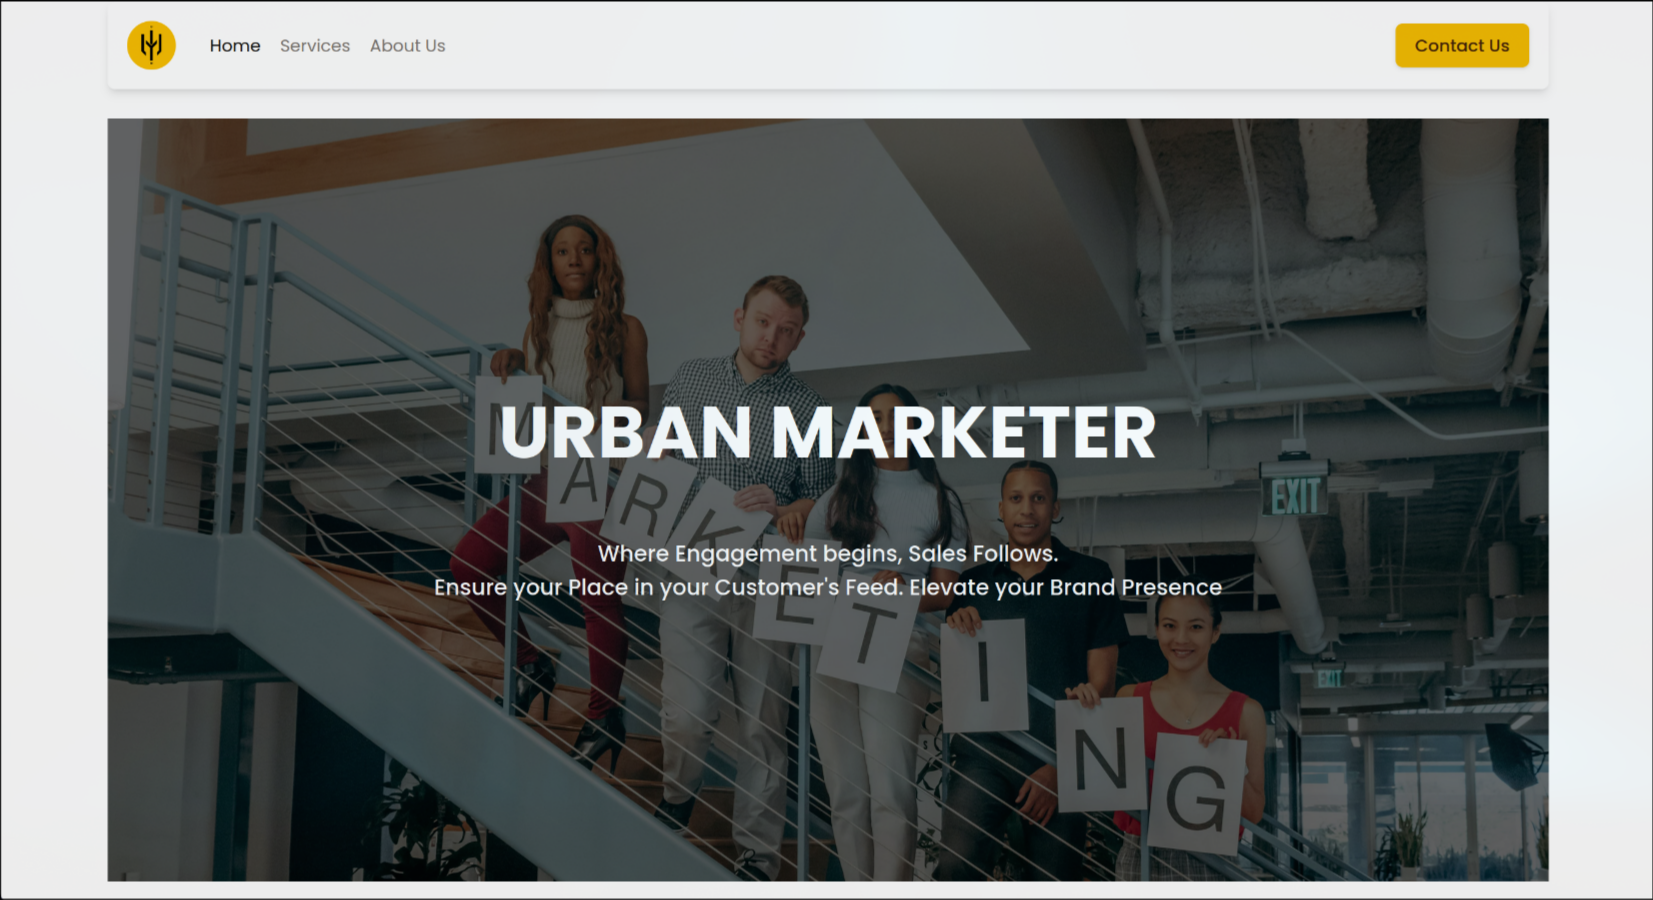 Home Services About Us Contact Us
URBAN MARKETER
Where Engagement begins, Sales Follows.
Ensure your Place in your Customer's Feed. Elevate your Brand Presence
M
A
R
K
E
T
I
N
G
EXIT
EXIT